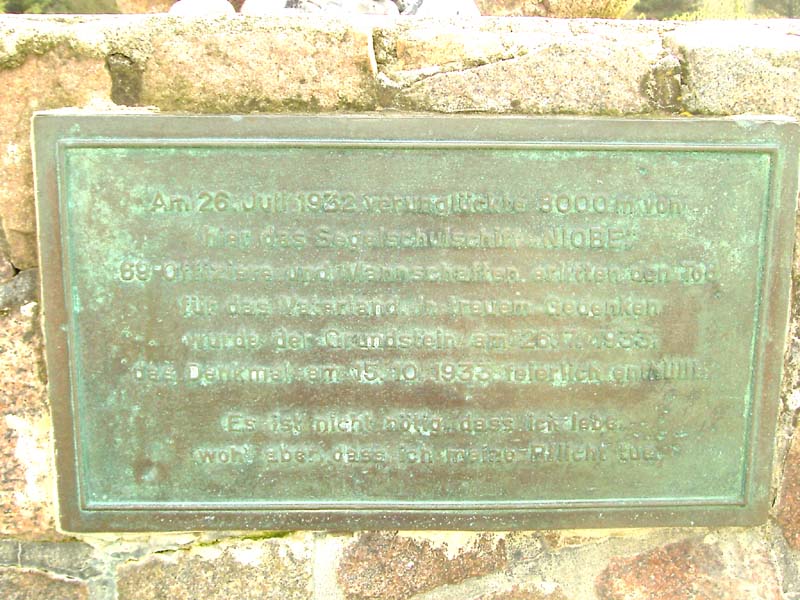 Am 26. Juli 1932 verunglückte 8000 m von
hier das Segelschulschiff „NIOBE“
69 Offiziere und Mannschaften erlitten den Tod
für das Vaterland. In treuem Gedenken
wurde der Grundstein am 26.7.1933,
das Denkmal am 15.10.1933 feierlich enthüllt.
Es ist nicht nötig, dass ich lebe,
wohl aber dass ich meine Pflicht tue.